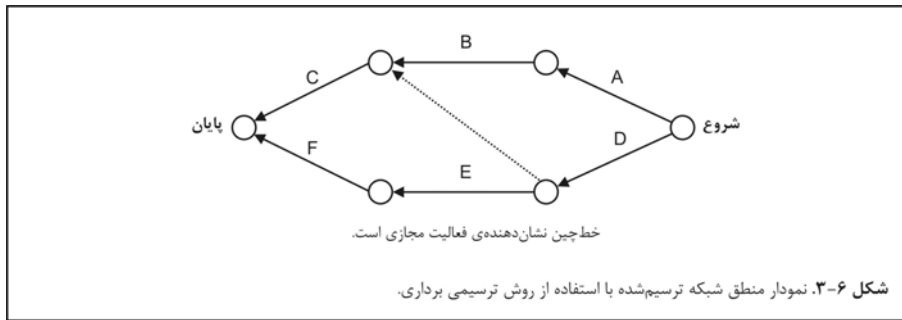 B
C
A
پایان
شروع
F
D
E
خط‌چین نشان‌دهنده‌ی فعالیت مجازی است.
شکل ۶-۳. نمودار منطق شبکه ترسیم‌شده با استفاده از روش ترسیمی برداری.